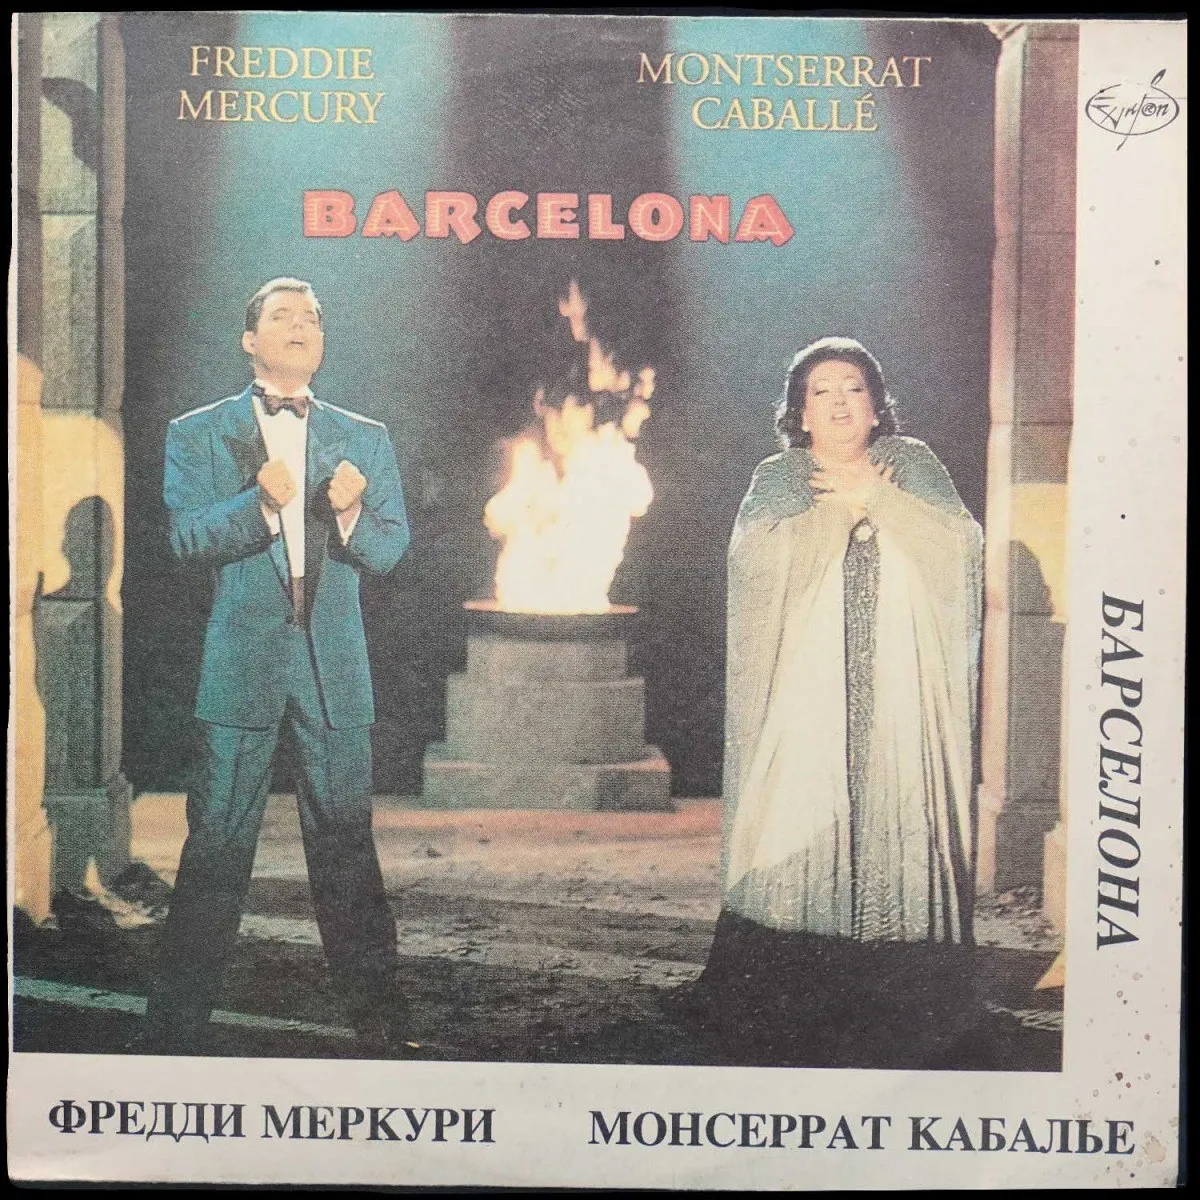 FREDDIE
MERCURY
MONTSERRAT
CABALLÉ
BARCELONA
БАРСЕЛОНА
ФРЕДДИ МЕРКУРИ
МОНСЕРРАТ КАБАЛЬЕ